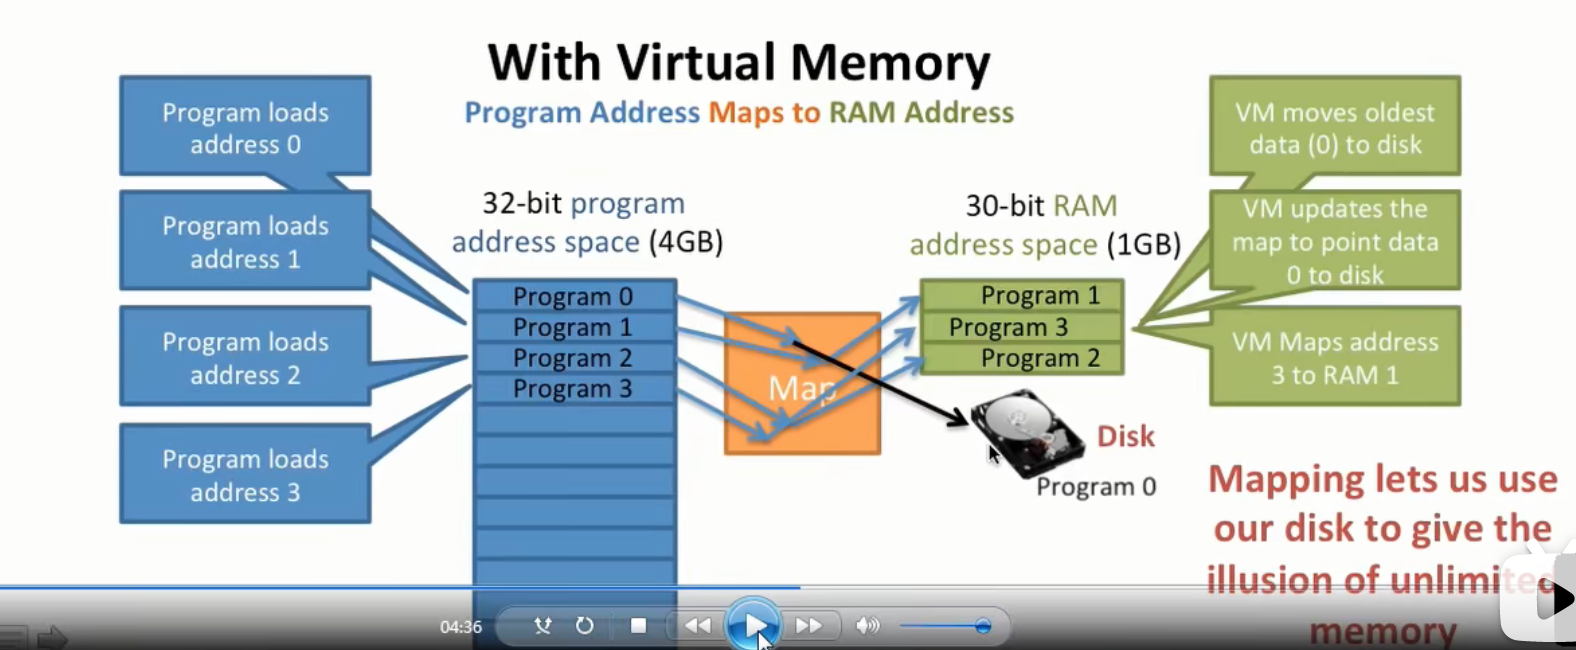 With Virtual Memory
Program Address Maps to RAM Address
Program loads
address 0
Program loads
address 1
Program loads
address 2
Program loads
address 3
32-bit program
address space (4GB)
Program 0
Program 1
Program 2
Program 3
Map
30-bit RAM
address space (1GB)
Program 1
Program 3
Program 2
Disk
Program 0
VM moves oldest
data (0) to disk
VM updates the
map to point data
0 to disk
VM Maps address
3 to RAM 1
Mapping lets us use
our disk to give the
illusion of unlimited
memory
04:36